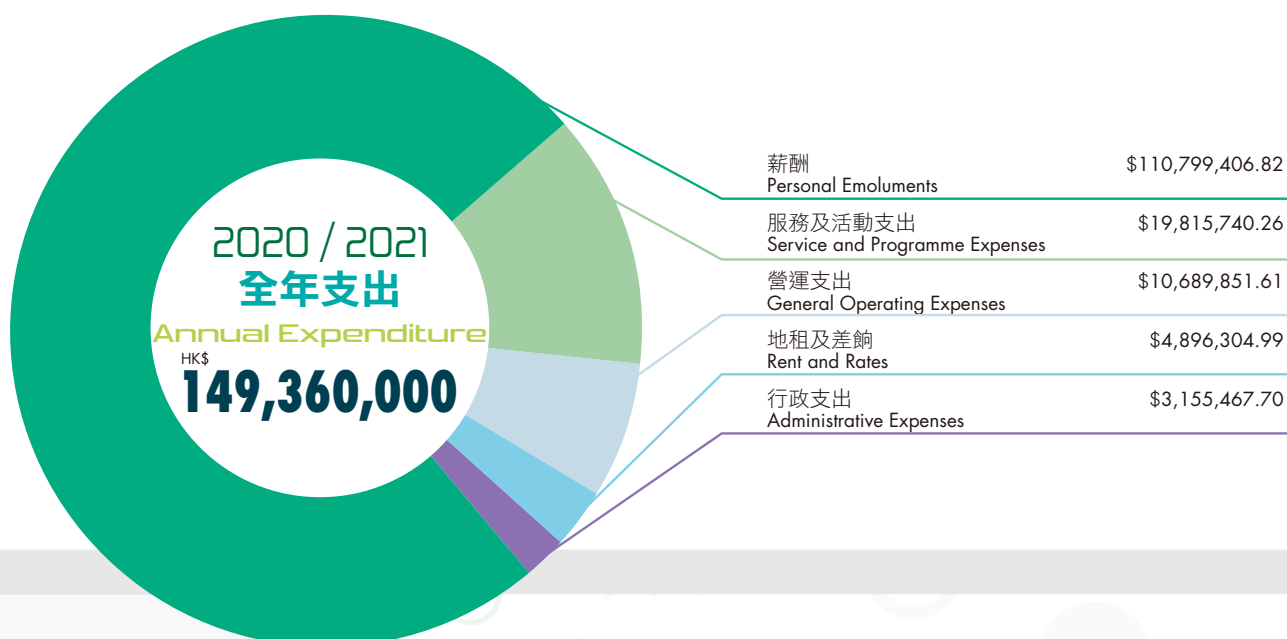 2020 / 2021
全年支出
Annual Expenditure
HK$
149,360,000
薪酬 $110,799,406.82
Personal Emoluments
服務及活動支出 $19,815,740.26
Service and Programme Expenses
營運支出 $10,689,851.61
General Operating Expenses
地租及差餉 $4,896,304.99
Rent and Rates
行政支出 $3,155,467.70
Administrative Expenses